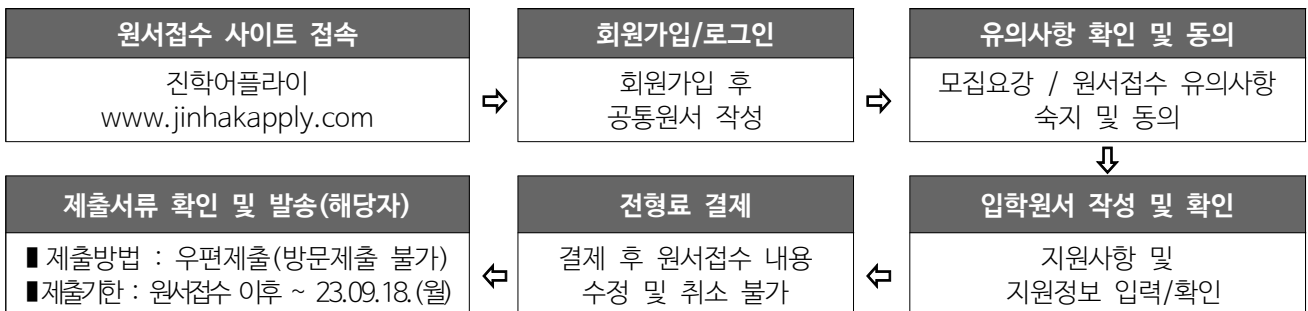 원서접수 사이트 접속
진학어플라이
www.jinhakapply.com
회원가입/로그인
회원가입 후
공통원서 작성
유의사항 확인 및 동의
모집요강 / 원서접수 유의사항
숙지 및 동의
입학원서 작성 및 확인
지원사항 및
지원정보 입력/확인
전형료 결제
결제 후 원서접수 내용
수정 및 취소 불가
제출서류 확인 및 발송(해당자)
■ 제출방법 : 우편제출(방문제출 불가)
■ 제출기한 : 원서접수 이후 ~ 23.09.18.(월)